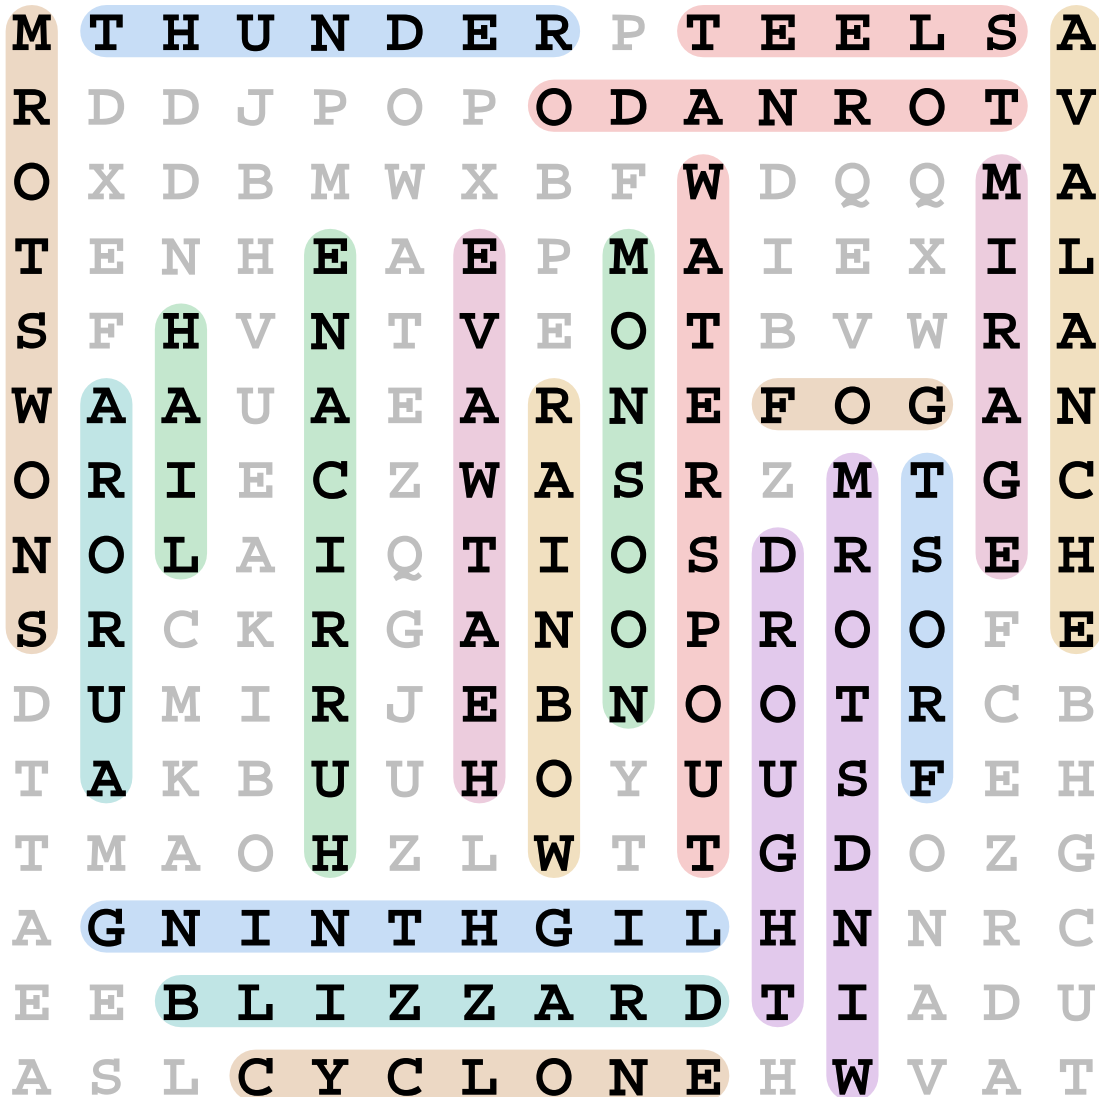 M T H U N D E R P T E E L S A
R D D J P O P O D A N R O T V
O X D B M W X B F W D Q Q M A
T E N H E A E P M A I E X I L
S F H V N T V E O T B V W R A
W A A U A E A R N E F O G A N
O R I E C Z W A S R Z M T G C
N O L A I Q T I O S D R S E H
S R C K R G A N O P R O O F E
D U M I R J E B N O O T R C B
T A K B U U H O Y U U S F E H
T M A O H Z L W T T G D O Z G
A G N I N T H G I L H N N R C
E E B L I Z Z A R D T I A D U
A S L C Y C L O N E H W V A T